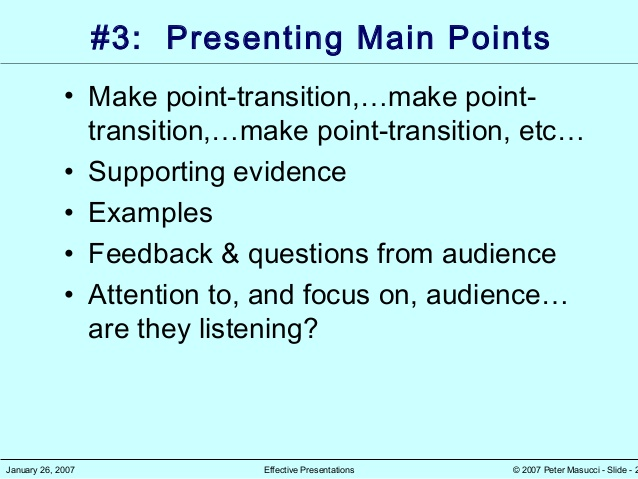 #3: Presenting Main Points
• Make point-transition,…make point-
transition,…make point-transition, etc…
• Supporting evidence
• Examples
• Feedback & questions from audience
• Attention to, and focus on, audience…
are they listening?
January 26, 2007 Effective Presentations © 2007 Peter Masucci - Slide -